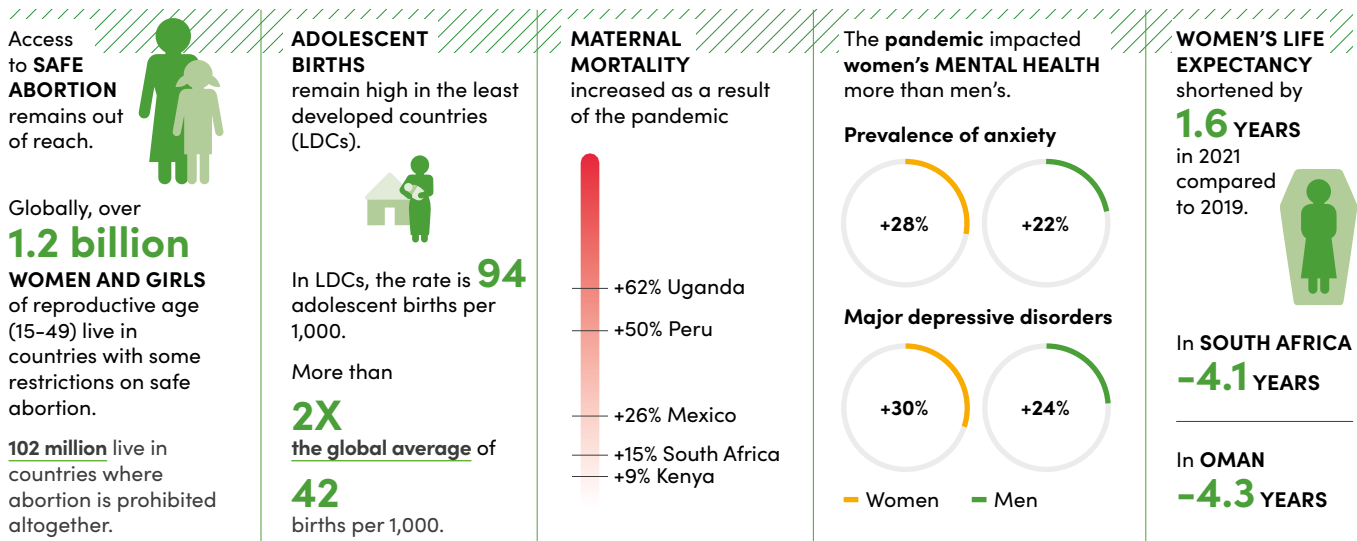 Access
to SAFE
ABORTION
remains out
of reach.
Globally, over
1.2 billion
WOMEN AND GIRLS
of reproductive age
(15–49) live in
countries with some
restrictions on safe
abortion.
102 million live in
countries where
abortion is prohibited
altogether.
ADOLESCENT
BIRTHS
remain high in the least
developed countries
(LDCs).
In LDCs, the rate is 94
adolescent births per
1,000.
More than
2X
the global average of
42
births per 1,000.
MATERNAL
MORTALITY
increased as a result
of the pandemic
+62% Uganda
+50% Peru
+26% Mexico
+15% South Africa
+9% Kenya
The pandemic impacted
women's MENTAL HEALTH
more than men's.
Prevalence of anxiety
+28%
+22%
Major depressive disorders
+30%
+24%
Women
Men
WOMEN'S LIFE
EXPECTANCY
shortened by
1.6 YEARS
in 2021
compared
to 2019.
In SOUTH AFRICA
-4.1 YEARS
In OMAN
-4.3 YEARS